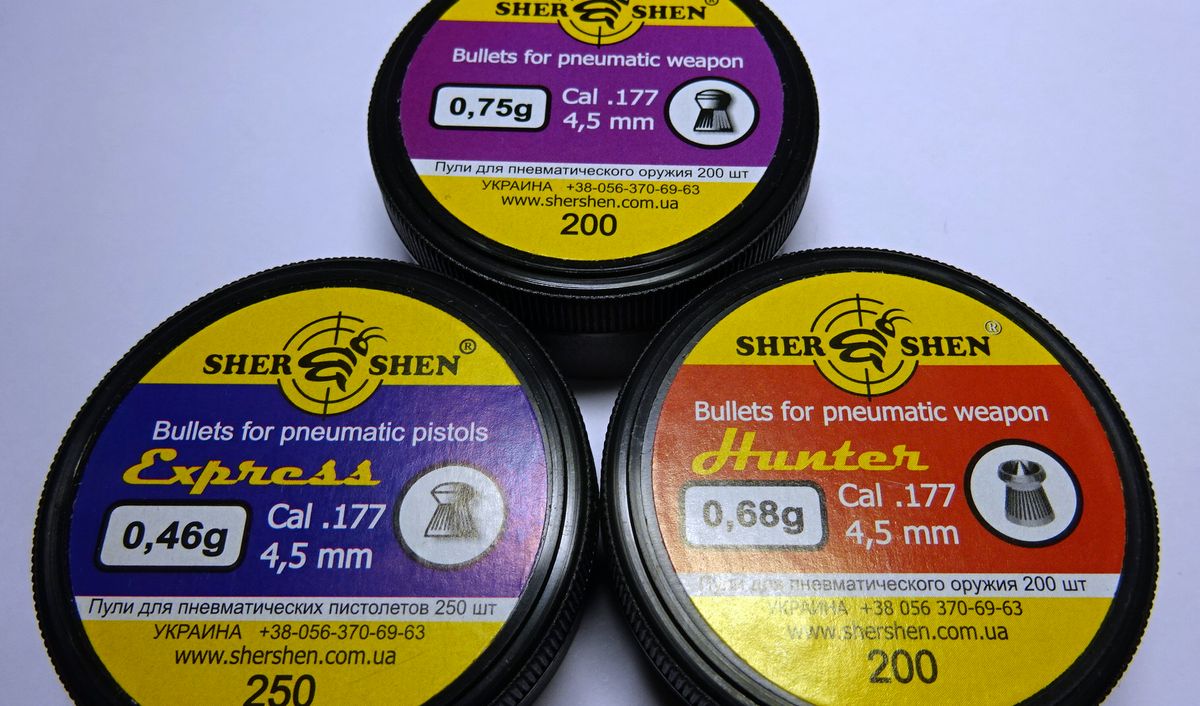 SHER SHEN®
Bullets for pneumatic weapon
0,75g
Cal .177
4,5 mm
Пули для пневматического оружия 200 шт
УКРАИНА +38-056-370-69-63
www.shershen.com.ua
200
SHER SHEN®
Bullets for pneumatic pistols
Express
0,46g
Cal .177
4,5 mm
Пули для пневматических пистолетов 250 шт
УКРАИНА +38-056-370-69-63
www.shershen.com.ua
250
SHER SHEN®
Bullets for pneumatic weapon
Hunter
0,68g
Cal .177
4,5 mm
Пули для пневматического оружия 200 шт
УКРАИНА +38 056 370-69-63
www.shershen.com.ua
200